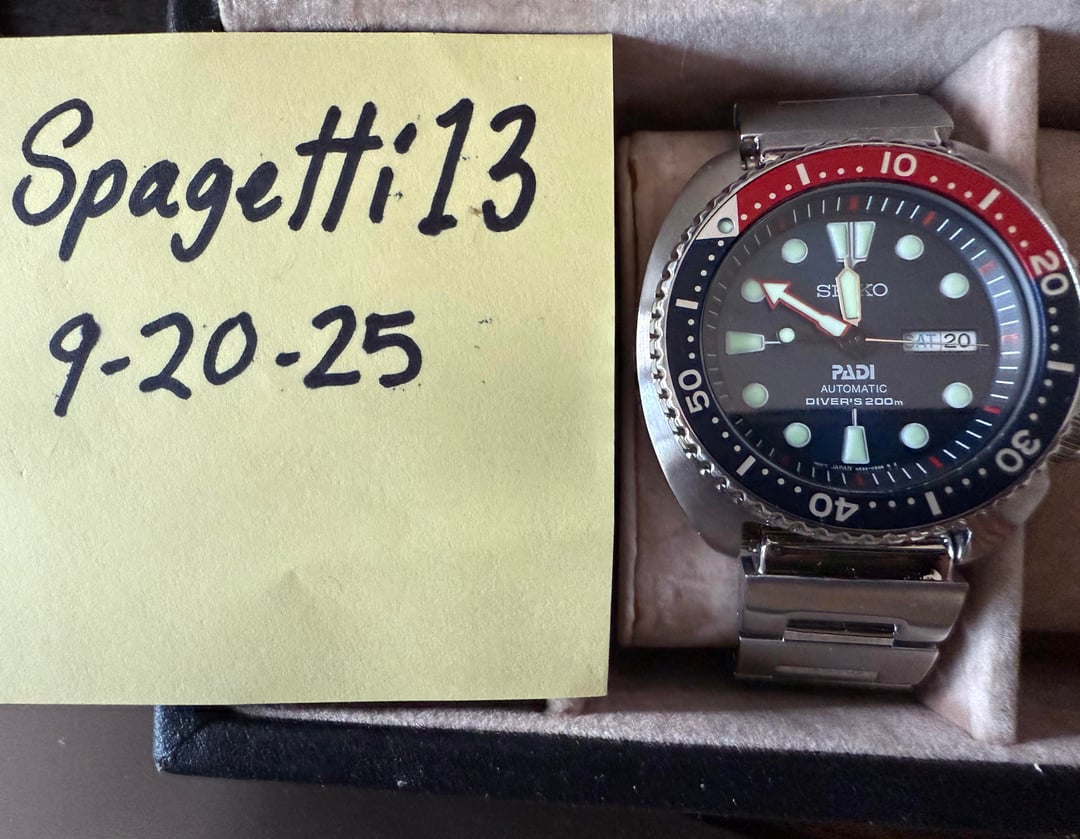 Spagetti13
9-20-25
10
20
30
40
50
SEIKO
SAT 20
PADI
AUTOMATIC
DIVER'S 200m